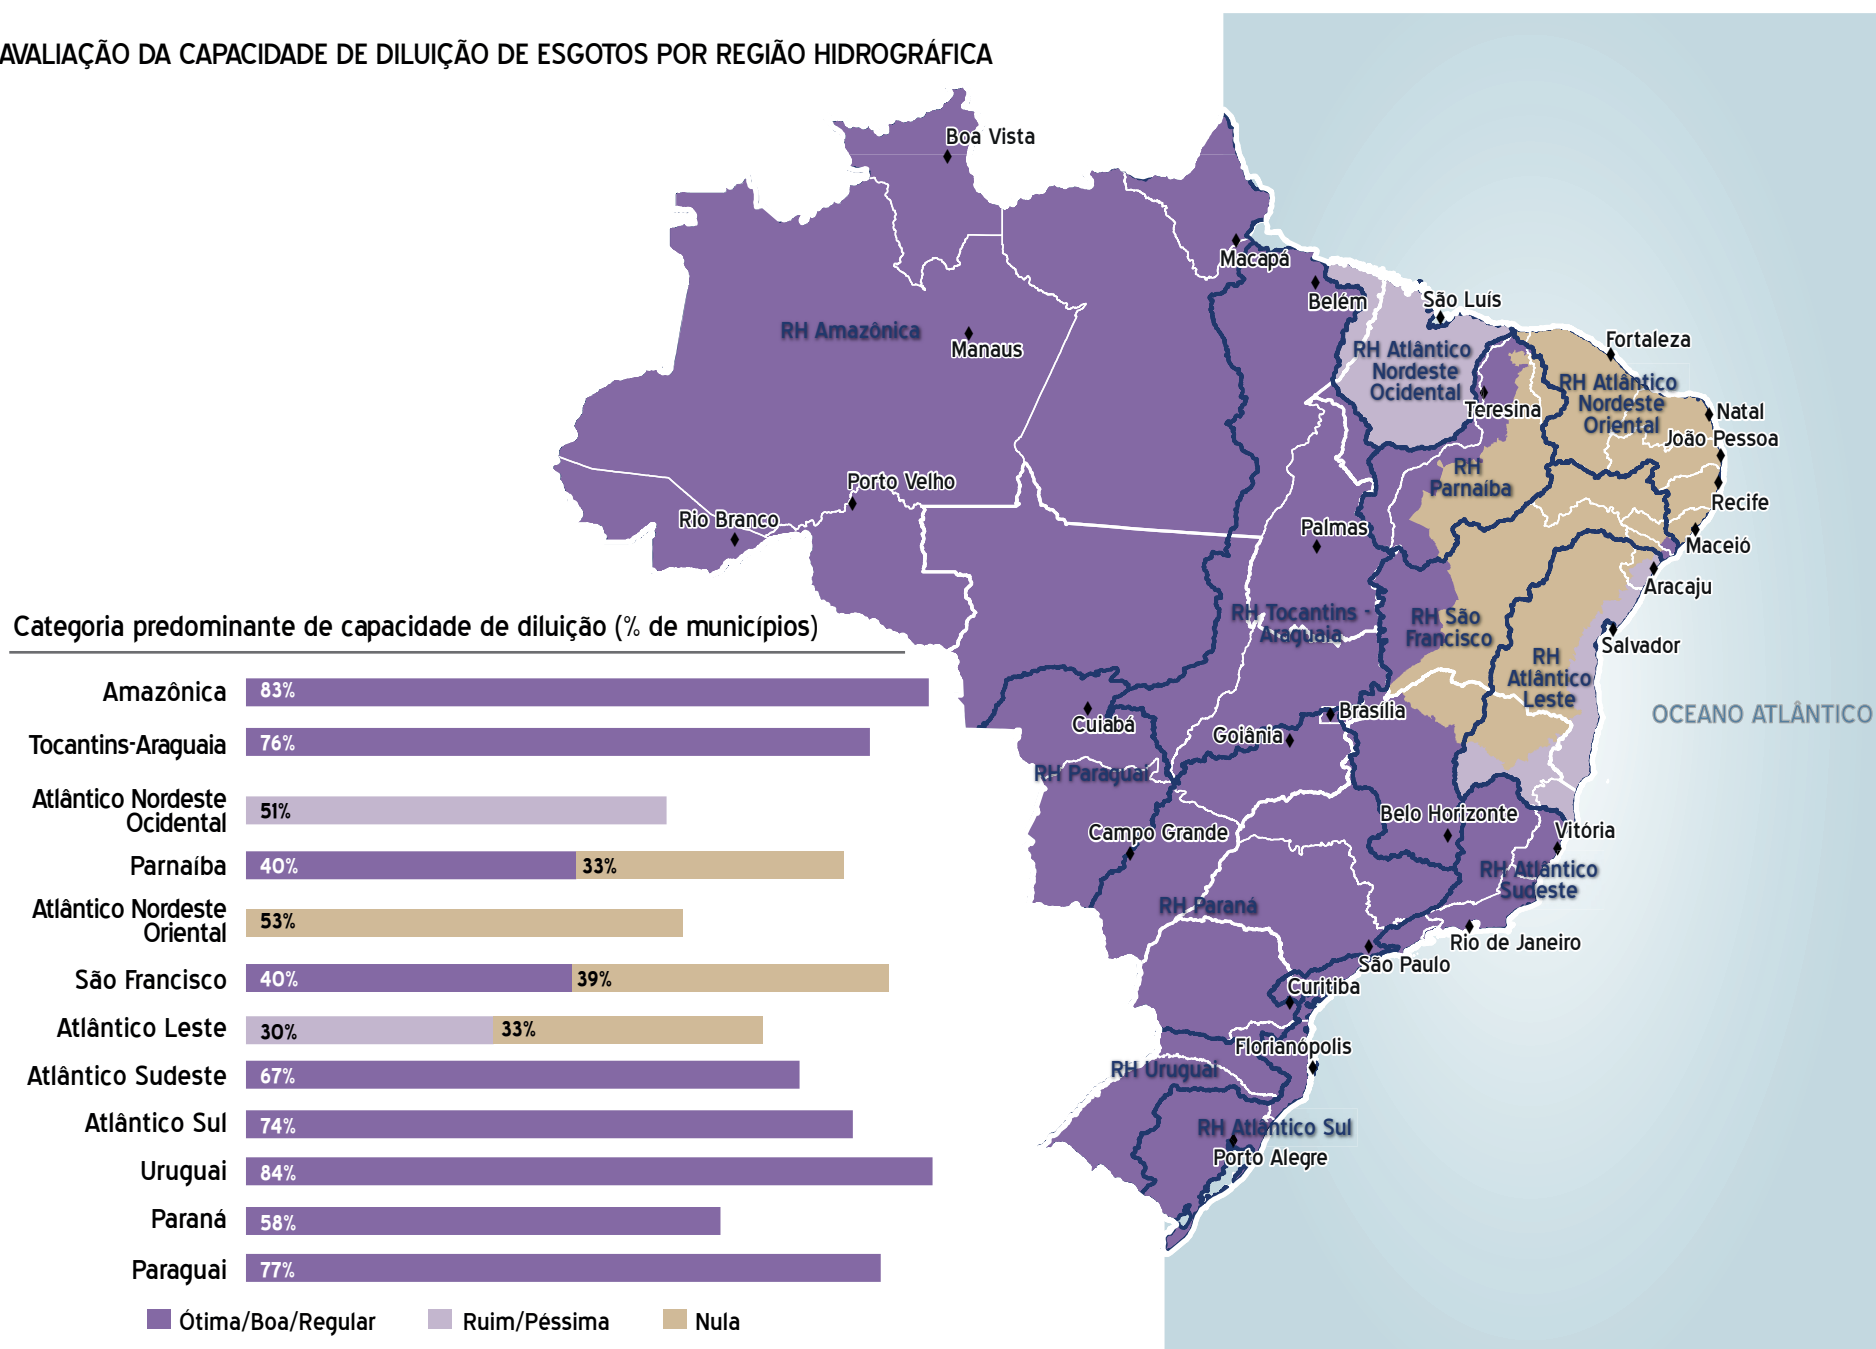 AVALIAÇÃO DA CAPACIDADE DE DILUIÇÃO DE ESGOTOS POR REGIÃO HIDROGRÁFICA
Boa Vista
Macapá
Belém
São Luís
RH Amazônica
Manaus
Fortaleza
RH Atlântico
Nordeste
Ocidental
RH Atlântico
Nordeste
Oriental
Teresina
Natal
João Pessoa
RH
Parnaíba
Porto Velho
Recife
Rio Branco
Palmas
Maceió
Aracaju
RH Tocantins -
Araguaia
RH São
Francisco
Salvador
RH
Atlântico
Leste
Brasília
OCEANO ATLÂNTICO
Cuiabá
Goiânia
RH Paraguai
Belo Horizonte
Campo Grande
Vitória
RH Atlântico
Sudeste
RH Paraná
Rio de Janeiro
São Paulo
Curitiba
Florianópolis
RH Uruguai
RH Atlântico Sul
Porto Alegre
Categoria predominante de capacidade de diluição (% de municípios)
Amazônica 83%
Tocantins-Araguaia 76%
Atlântico Nordeste
Ocidental 51%
Parnaíba 40% 33%
Atlântico Nordeste
Oriental 53%
São Francisco 40% 39%
Atlântico Leste 30% 33%
Atlântico Sudeste 67%
Atlântico Sul 74%
Uruguai 84%
Paraná 58%
Paraguai 77%
Ótima/Boa/Regular Ruim/Péssima Nula